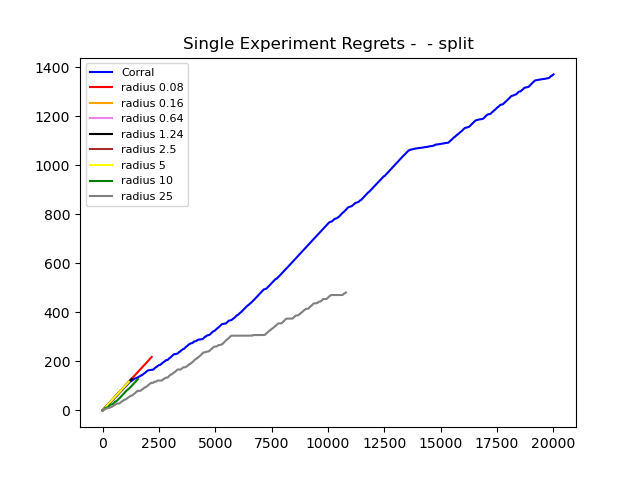 Single Experiment Regrets -  - split
1400
1200
1000
800
600
400
200
0
Corral
radius 0.08
radius 0.16
radius 0.64
radius 1.24
radius 2.5
radius 5
radius 10
radius 25
0 2500 5000 7500 10000 12500 15000 17500 20000